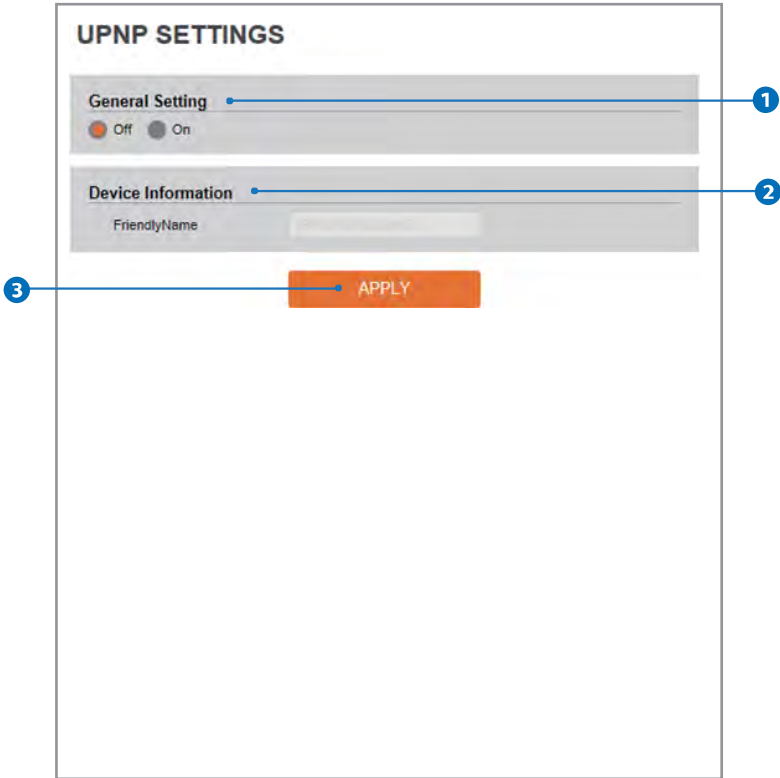 UPNP SETTINGS
General Setting
1
Off On
Device Information
2
FriendlyName
3
APPLY